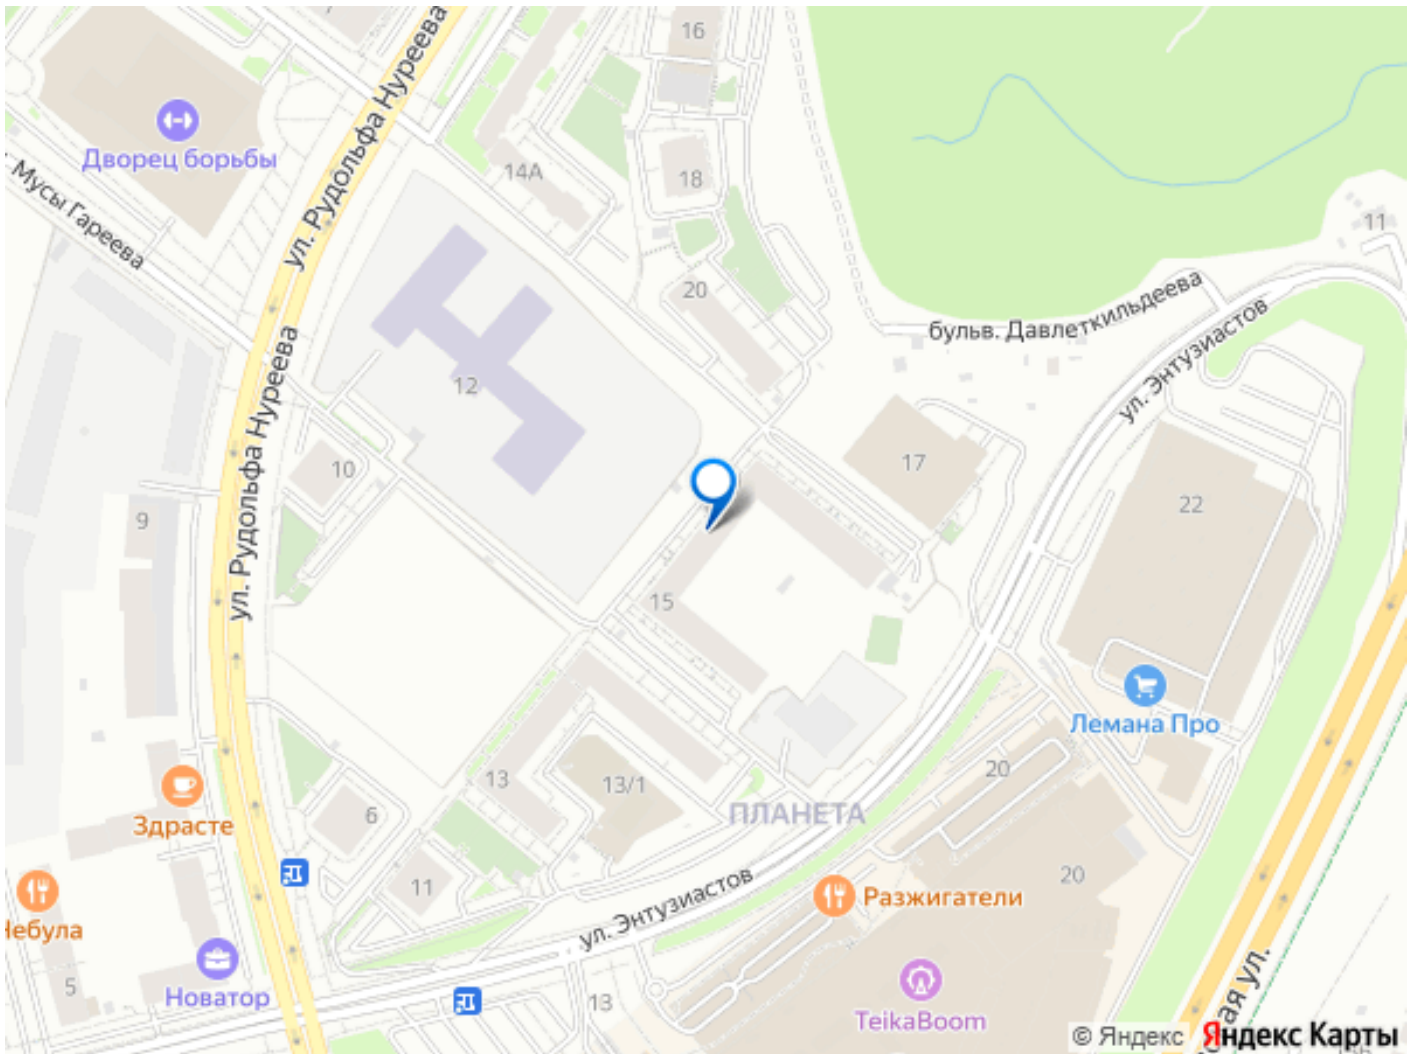 16
ул. Рудольфа Нуреева
Дворец борьбы
14А
18
Мусы Гареева
11
20
бульв. Давлеткильдеева
ул. Энтузиастов
ул. Рудольфа Нуреева
12
10
17
22
9
15
Лемана Про
20
13
13/1
ПЛАНЕТА
6
Здрасте
11
20
Разжигатели
ул. Энтузиастов
Небула
5
Новатор
13
TeikaBoom
ул.
© Яндекс Яндекс Карты